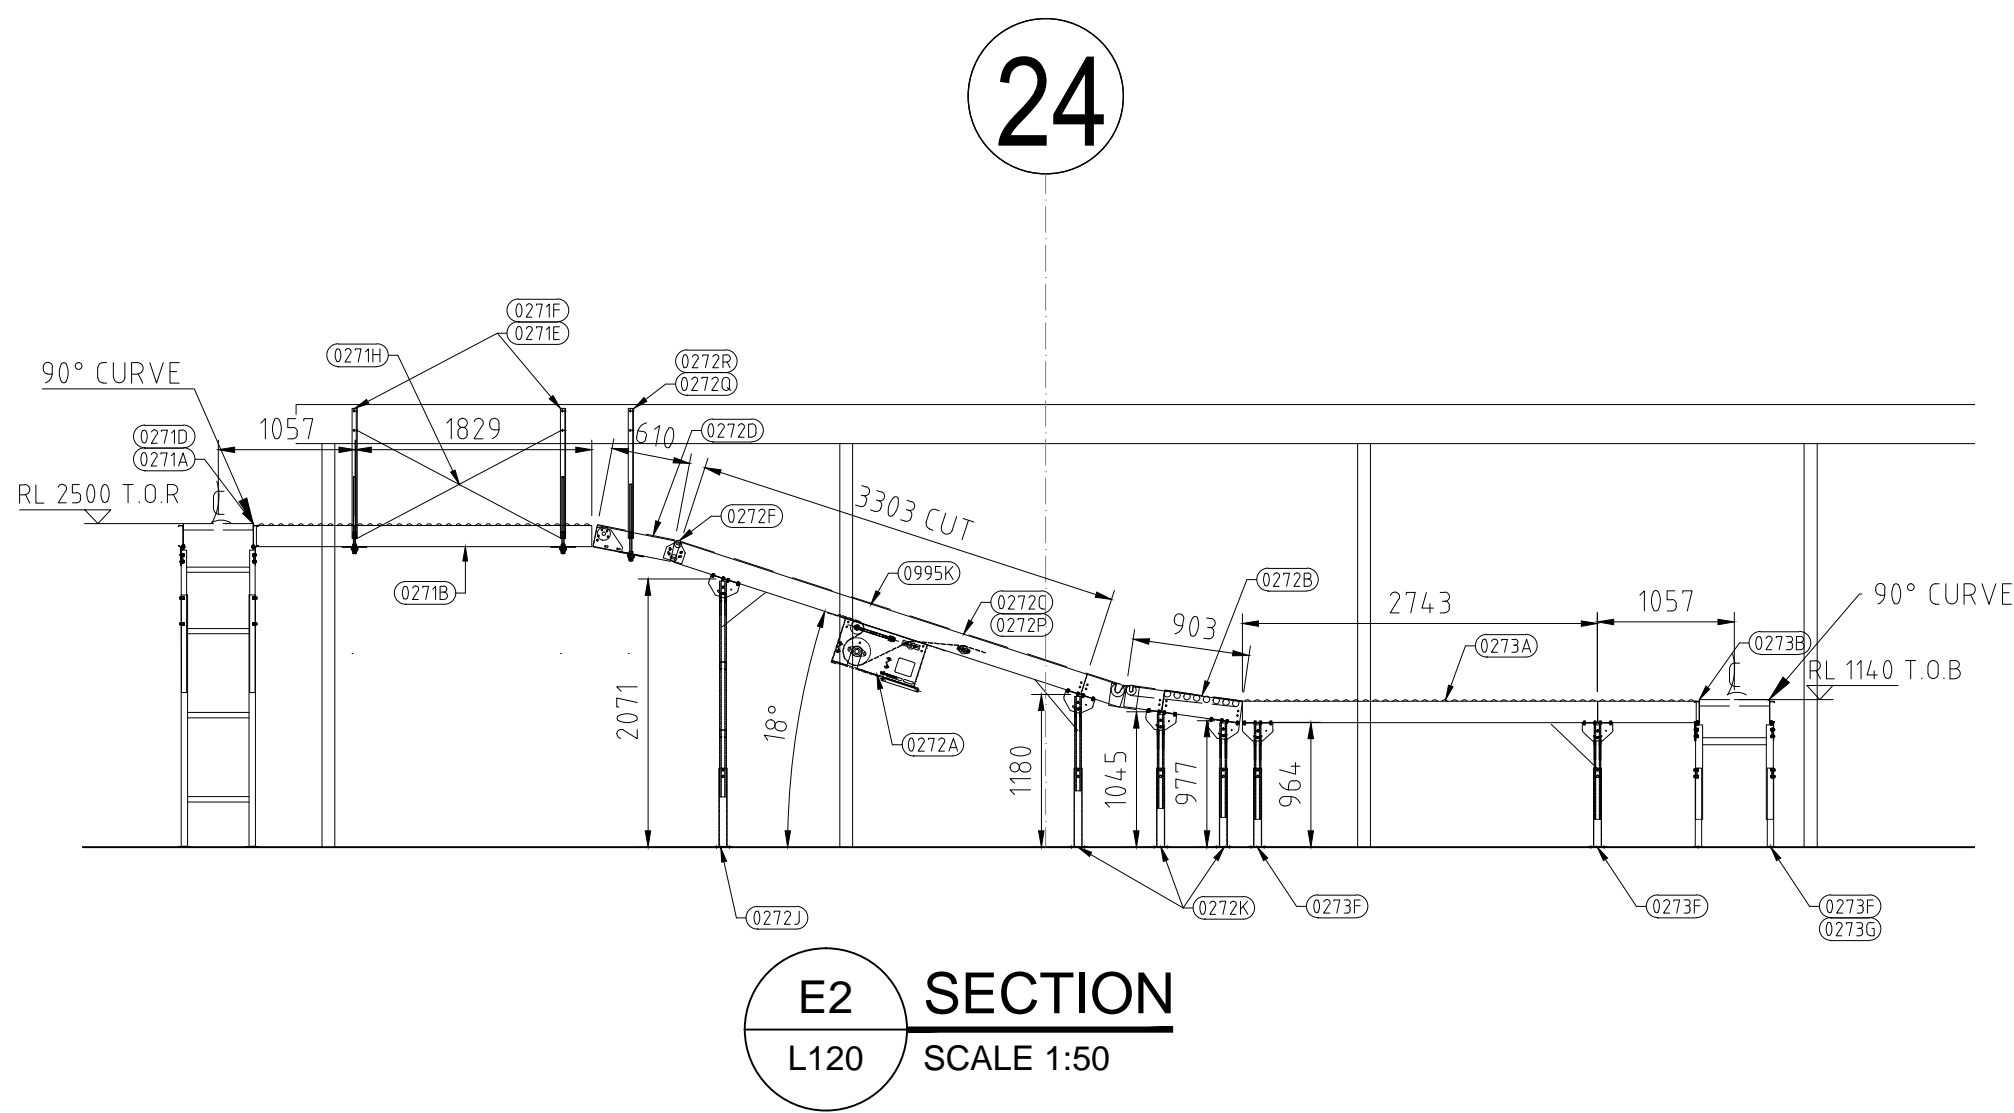 24
0271F
0271E
0271H
0272R
0272Q
90° CURVE
1057
1829
610
0272D
0271D
0271A
RL 2500 T.O.R
3303 CUT
0272F
0271B
0995K
0272C
0272P
0272B
903
2743
1057
90° CURVE
0273A
0273B
RL 1140 T.O.B
2071
18°
0272A
1180
1045
977
964
0272J
0272K
0273F
0273F
0273F
0273G
E2
L120
SECTION
SCALE 1:50